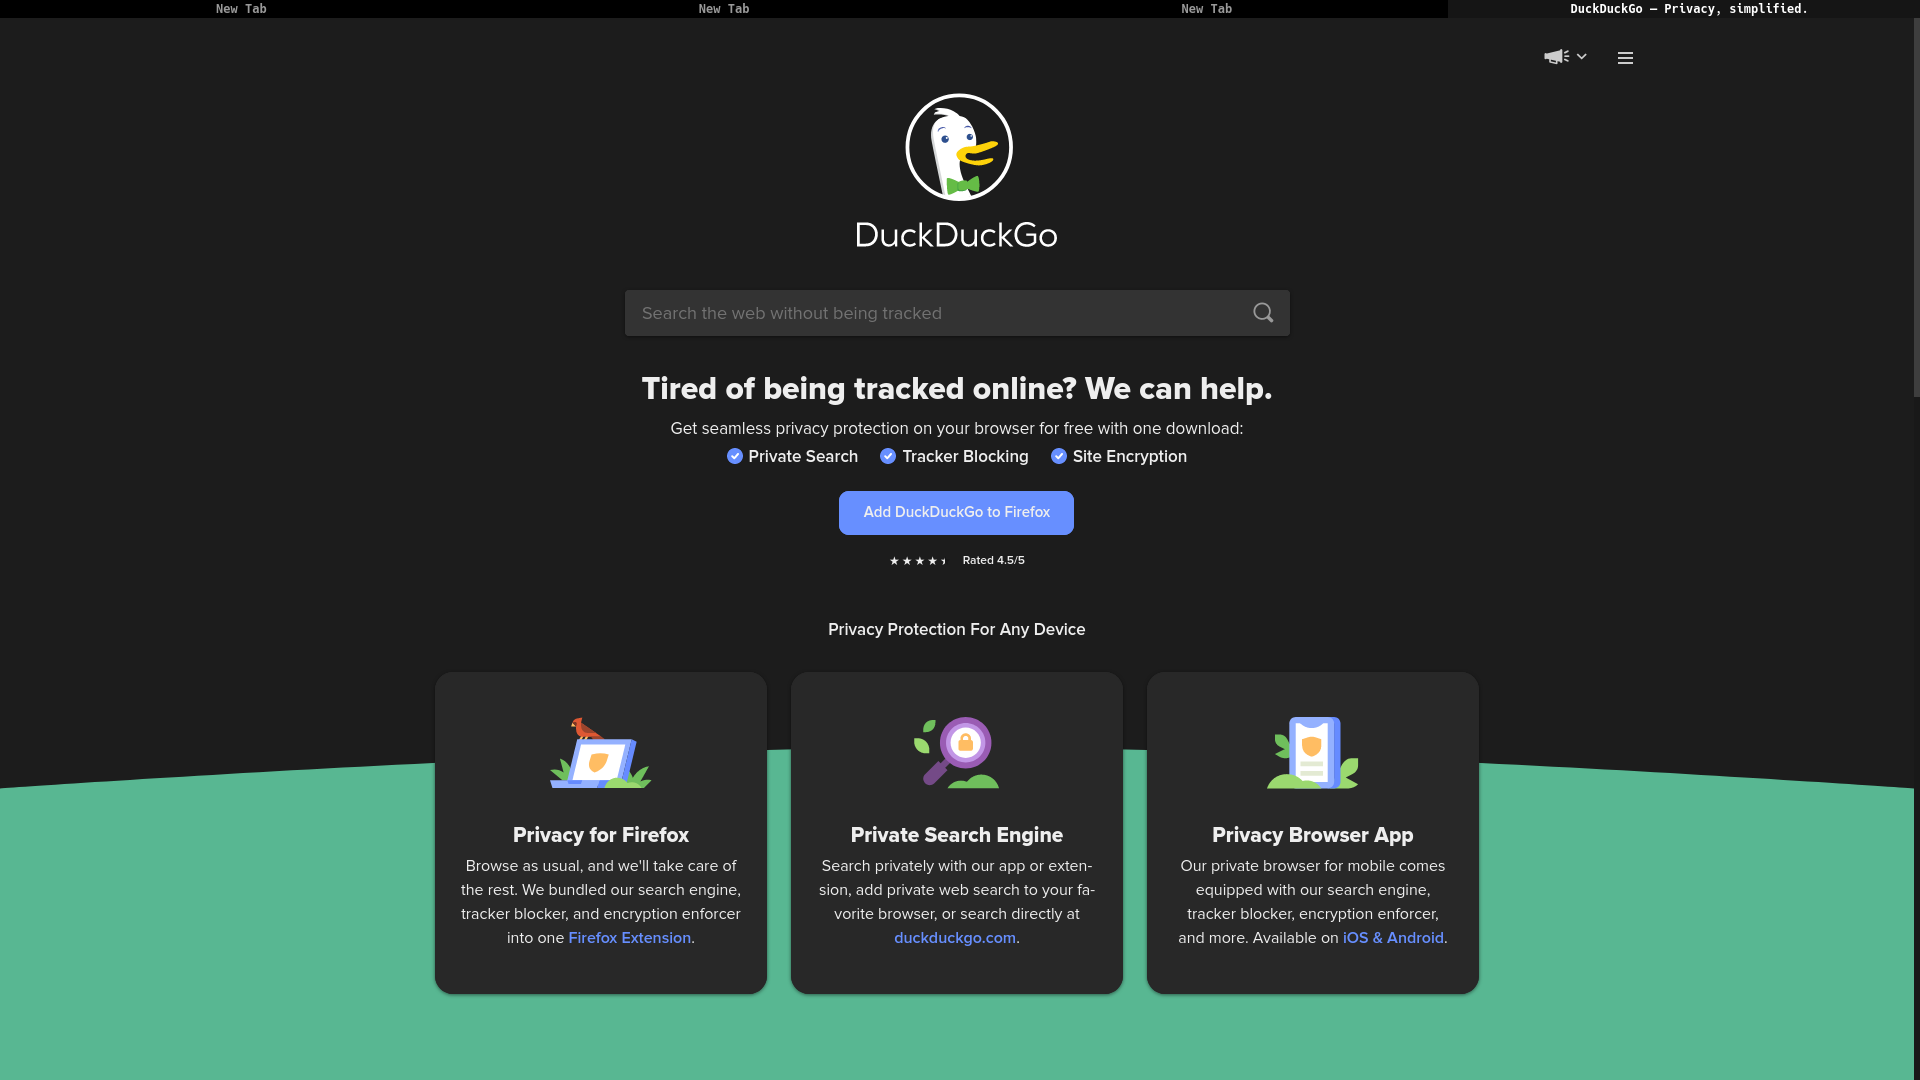 New Tab
New Tab
New Tab
DuckDuckGo — Privacy, simplified.
DuckDuckGo
Search the web without being tracked
Tired of being tracked online? We can help.
Get seamless privacy protection on your browser for free with one download:
Private Search
Tracker Blocking
Site Encryption
Add DuckDuckGo to Firefox
Rated 4.5/5
Privacy Protection For Any Device
Privacy for Firefox
Browse as usual, and we'll take care of
the rest. We bundled our search engine,
tracker blocker, and encryption enforcer
into one Firefox Extension.
Private Search Engine
Search privately with our app or exten-
sion, add private web search to your fa-
vorite browser, or search directly at
duckduckgo.com.
Privacy Browser App
Our private browser for mobile comes
equipped with our search engine,
tracker blocker, encryption enforcer,
and more. Available on iOS & Android.